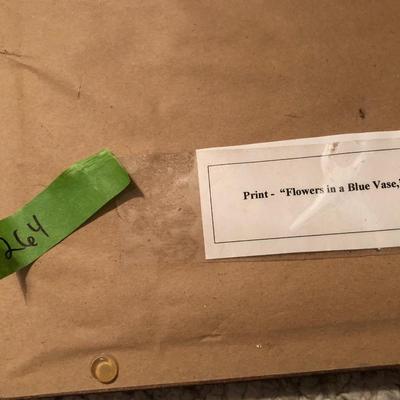 264
Print - "Flowers in a Blue Vase,"